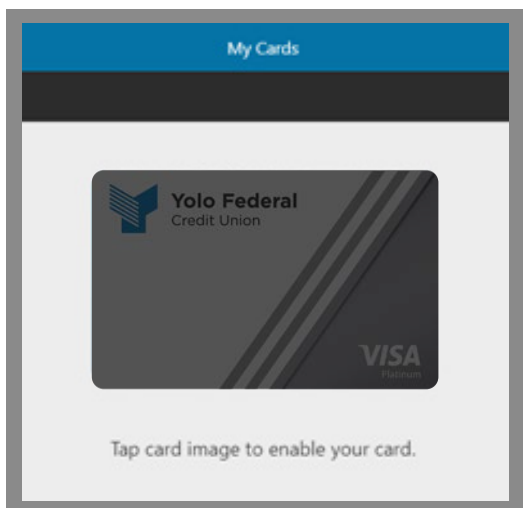 My Cards
Yolo Federal
Credit Union
VISA
Platinum
Tap card image to enable your card.